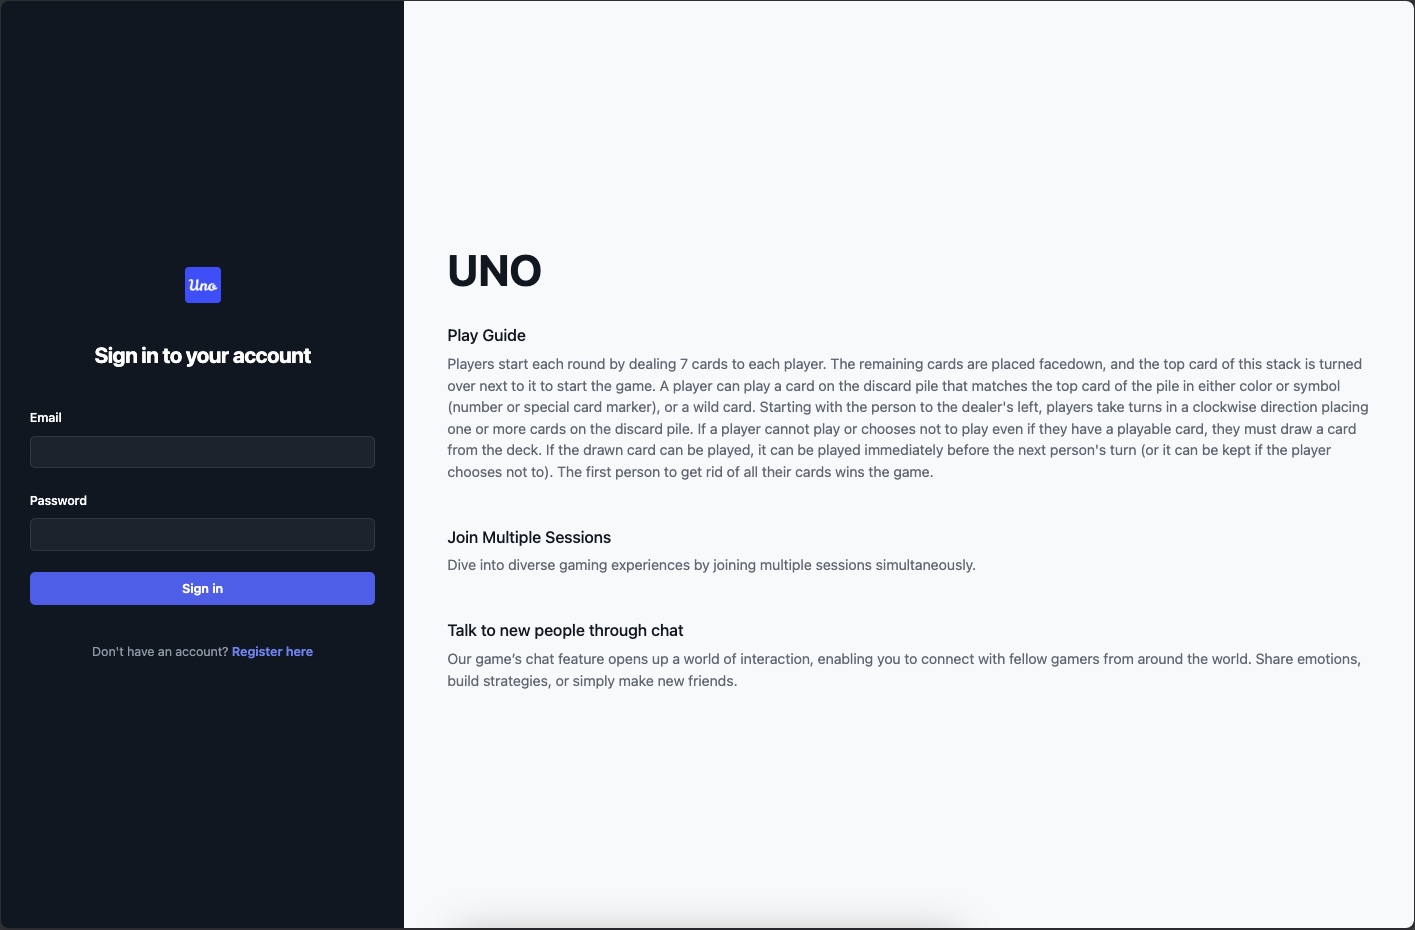 Uno
Sign in to your account
Email
Password
Sign in
Don't have an account? Register here
UNO
Play Guide
Players start each round by dealing 7 cards to each player. The remaining cards are placed facedown, and the top card of this stack is turned
over next to it to start the game. A player can play a card on the discard pile that matches the top card of the pile in either color or symbol
(number or special card marker), or a wild card. Starting with the person to the dealer's left, players take turns in a clockwise direction placing
one or more cards on the discard pile. If a player cannot play or chooses not to play even if they have a playable card, they must draw a card
from the deck. If the drawn card can be played, it can be played immediately before the next person's turn (or it can be kept if the player
chooses not to). The first person to get rid of all their cards wins the game.
Join Multiple Sessions
Dive into diverse gaming experiences by joining multiple sessions simultaneously.
Talk to new people through chat
Our game’s chat feature opens up a world of interaction, enabling you to connect with fellow gamers from around the world. Share emotions,
build strategies, or simply make new friends.